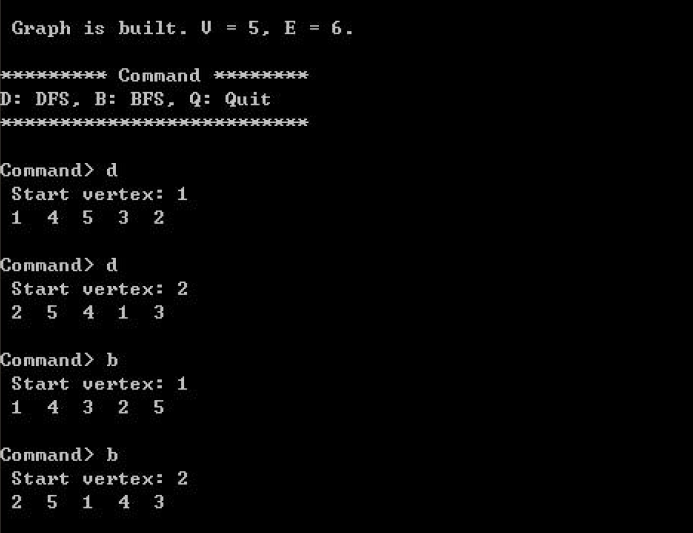 Graph is built. V = 5, E = 6.
********* Command ********
D: DFS, B: BFS, Q: Quit
**************************
Command> d
Start vertex: 1
1 4 5 3 2
Command> d
Start vertex: 2
2 5 4 1 3
Command> b
Start vertex: 1
1 4 3 2 5
Command> b
Start vertex: 2
2 5 1 4 3